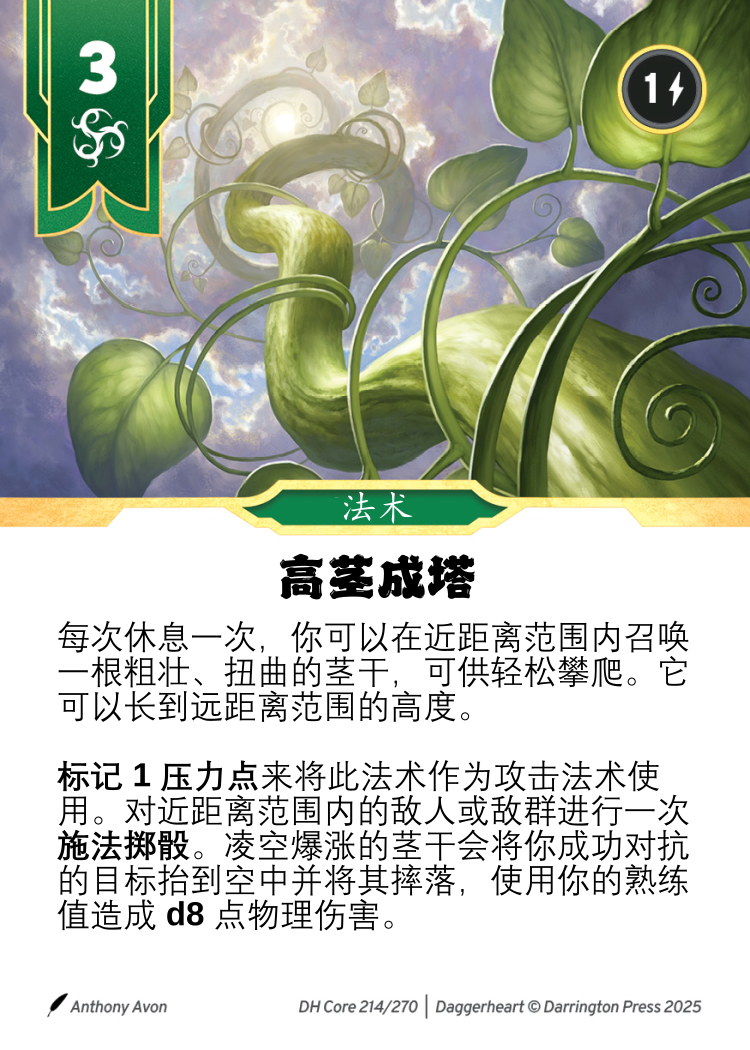 3
1
法术
高茎成塔
每次休息一次，你可以在近距离范围内召唤
一根粗壮、扭曲的茎干，可供轻松攀爬。它
可以长到远距离范围的高度。
标记 1 压力点来将此法术作为攻击法术使
用。对近距离范围内的敌人或敌群进行一次
施法掷骰。凌空爆涨的茎干会将你成功对抗
的目标抬到空中并将其摔落，使用你的熟练
值造成 d8 点物理伤害。
Anthony Avon
DH Core 214/270 | Daggerheart © Darrington Press 2025